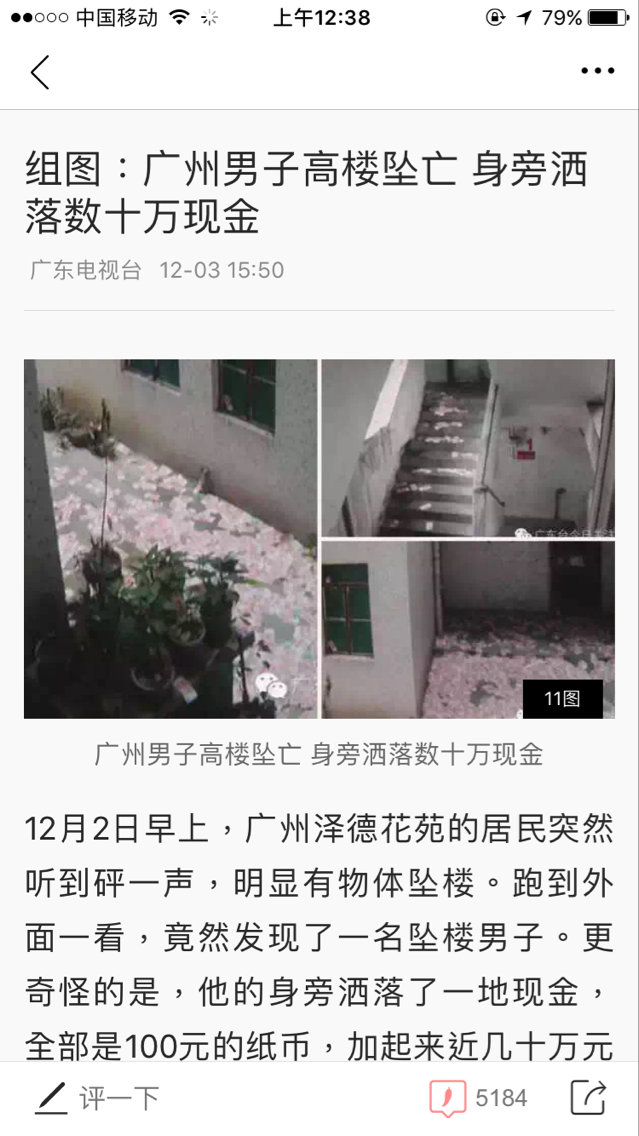 中国移动 上午12:38 79%
组图：广州男子高楼坠亡 身旁洒
落数十万现金
广东电视台 12-03 15:50
11图
广州男子高楼坠亡 身旁洒落数十万现金
12月2日早上，广州泽德花苑的居民突然
听到砰一声，明显有物体坠楼。跑到外
面一看，竟然发现了一名坠楼男子。更
奇怪的是，他的身旁洒落了一地现金，
全部是100元的纸币，加起来近几十万元
评一下 5184